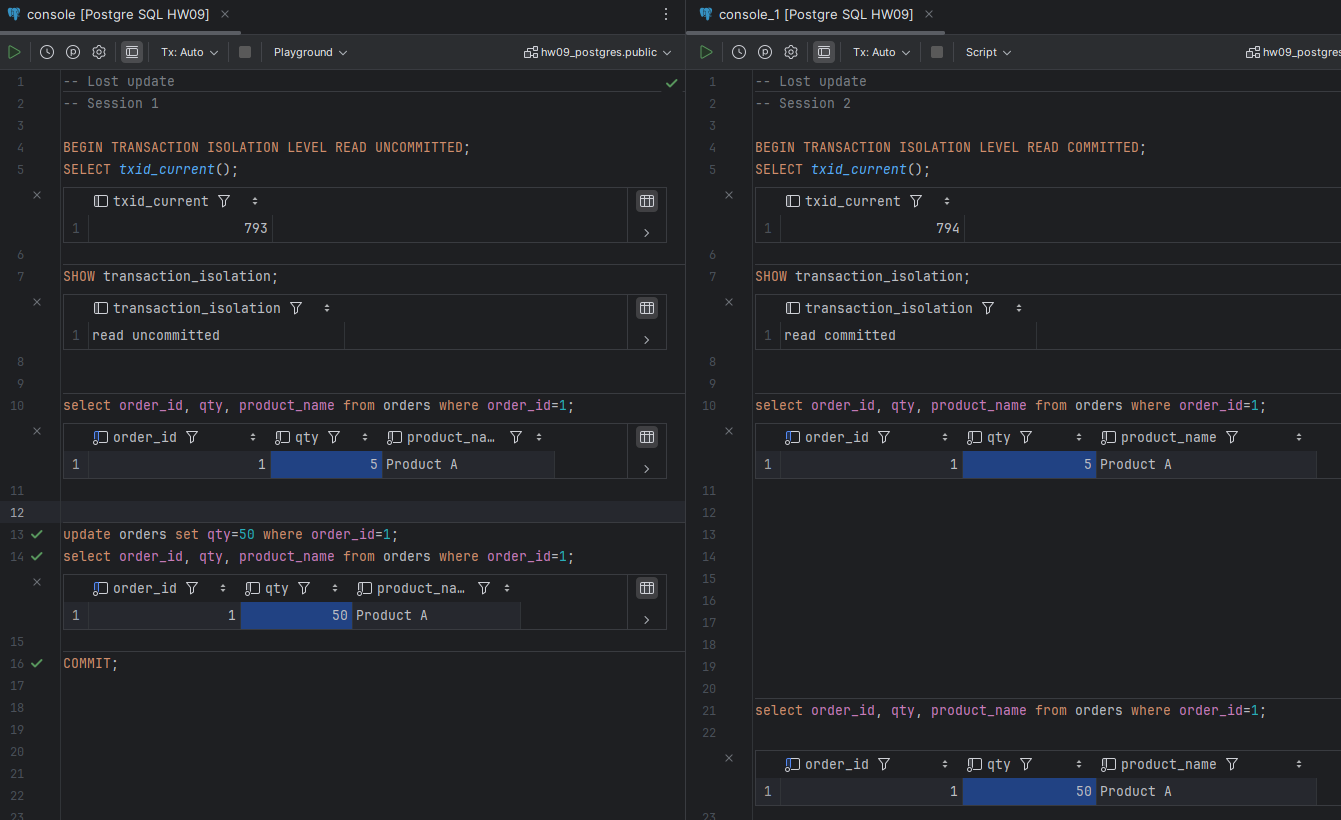 console [Postgre SQL HW09]
Tx: Auto
Playground
hw09_postgres.public
1 -- Lost update
2 -- Session 1
3
4 BEGIN TRANSACTION ISOLATION LEVEL READ UNCOMMITTED;
5 SELECT txid_current();
txid_current
1 793
6
7 SHOW transaction_isolation;
transaction_isolation
1 read uncommitted
8
9
10 select order_id, qty, product_name from orders where order_id=1;
order_id qty product_na…
1 1 5 Product A
11
12
13 update orders set qty=50 where order_id=1;
14 select order_id, qty, product_name from orders where order_id=1;
order_id qty product_na…
1 1 50 Product A
15
16 COMMIT;
17
18
19
20
21
22
23
console_1 [Postgre SQL HW09]
Tx: Auto
Script
hw09_postgres
1 -- Lost update
2 -- Session 2
3
4 BEGIN TRANSACTION ISOLATION LEVEL READ COMMITTED;
5 SELECT txid_current();
txid_current
1 794
6
7 SHOW transaction_isolation;
transaction_isolation
1 read committed
8
9
10 select order_id, qty, product_name from orders where order_id=1;
order_id qty product_name
1 1 5 Product A
11
12
13
14
15
16
17
18
19
20
21 select order_id, qty, product_name from orders where order_id=1;
22
order_id qty product_name
1 1 50 Product A
23